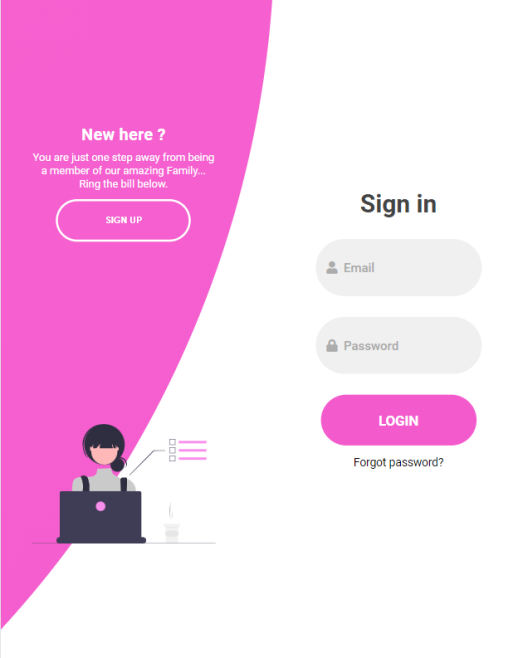 New here ?
You are just one step away from being
a member of our amazing Family...
Ring the bill below.
SIGN UP
Sign in
Email
Password
LOGIN
Forgot password?